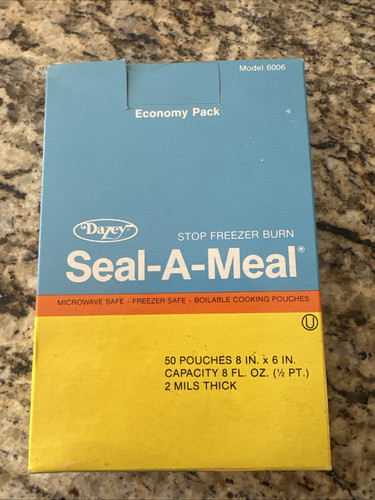 Model 6006
Economy Pack
Dazey
STOP FREEZER BURN
Seal-A-Meal®
MICROWAVE SAFE - FREEZER SAFE - BOILABLE COOKING POUCHES
U
50 POUCHES 8 IN. x 6 IN.
CAPACITY 8 FL. OZ. (½ PT.)
2 MILS THICK